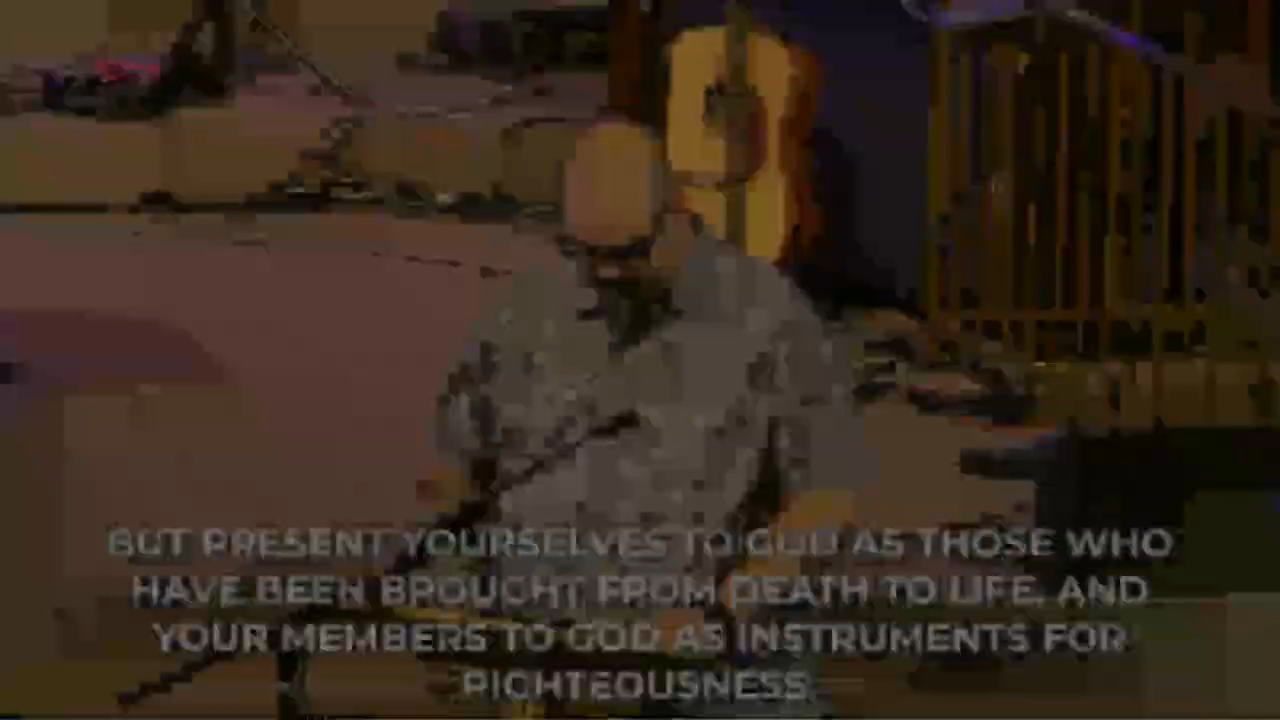 BUT PRESENT YOURSELVES TO GOD AS THOSE WHO
HAVE BEEN BROUGHT FROM DEATH TO LIFE, AND
YOUR MEMBERS TO GOD AS INSTRUMENTS FOR
RIGHTEOUSNESS.